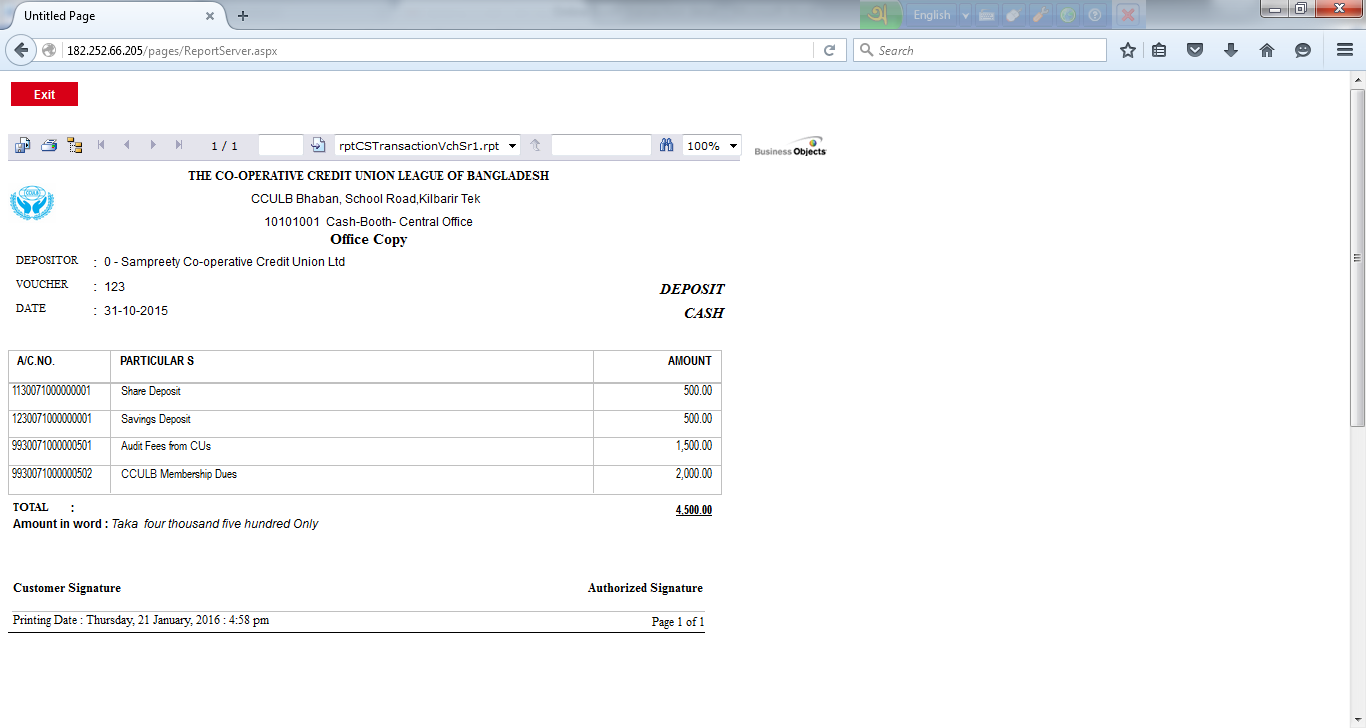 Untitled Page
English
182.252.66.205/pages/ReportServer.aspx
Search
Exit
1 / 1
rptCSTransactionVchSr1.rpt
100%
Business Objects
THE CO-OPERATIVE CREDIT UNION LEAGUE OF BANGLADESH
CCULB Bhaban, School Road,Kilbarir Tek
10101001 Cash-Booth- Central Office
Office Copy
DEPOSITOR : 0 - Sampreety Co-operative Credit Union Ltd
VOUCHER : 123
DEPOSIT
DATE : 31-10-2015
CASH
A/C.NO. PARTICULAR S AMOUNT
1130071000000001 Share Deposit 500.00
1230071000000001 Savings Deposit 500.00
9930071000000501 Audit Fees from CUs 1,500.00
9930071000000502 CCULB Membership Dues 2,000.00
TOTAL : 4,500.00
Amount in word : Taka four thousand five hundred Only
Customer Signature Authorized Signature
Printing Date : Thursday, 21 January, 2016 : 4:58 pm Page 1 of 1